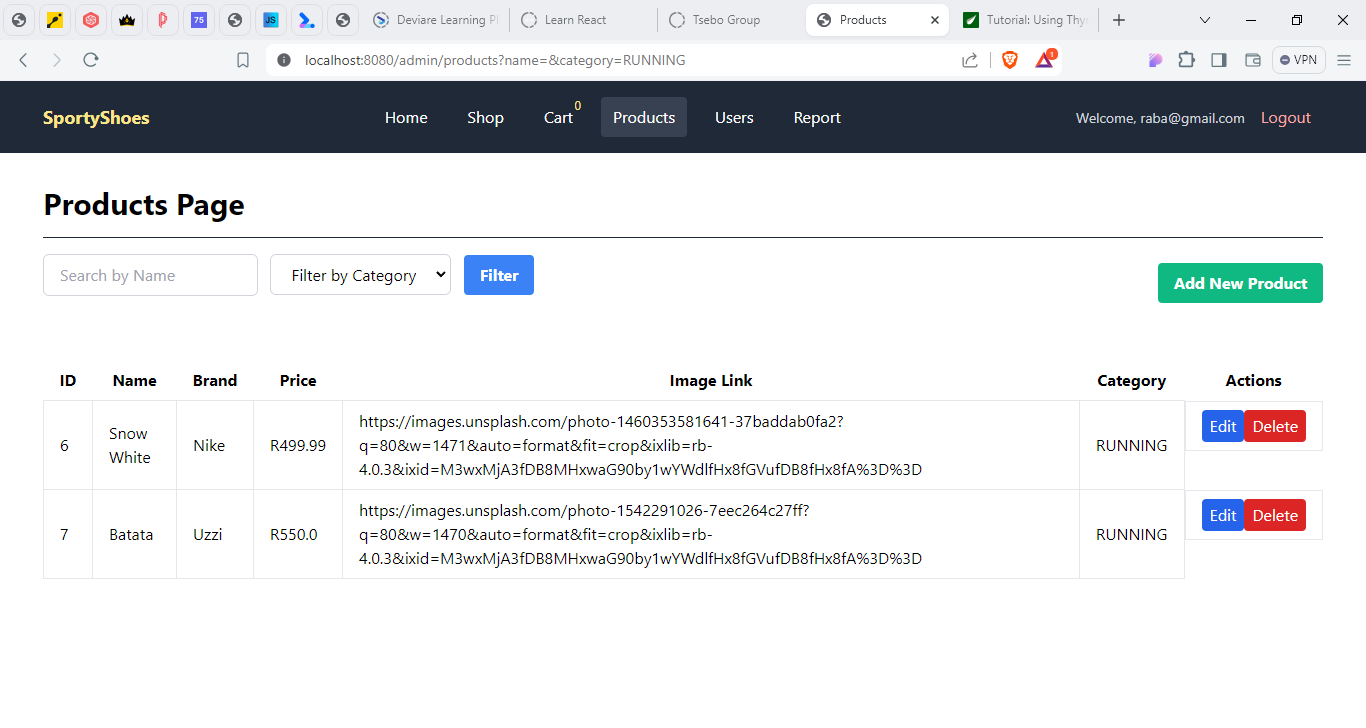 75
JS
Deviare Learning Pl
Learn React
Tsebo Group
Products
Tutorial: Using Thy
localhost:8080/admin/products?name=&category=RUNNING
1
VPN
SportyShoes
Home
Shop
Cart
0
Products
Users
Report
Welcome, raba@gmail.com
Logout
Products Page
Search by Name
Filter by Category
Filter
Add New Product
ID Name Brand Price Image Link Category Actions
6
Snow
White
Nike
R499.99
https://images.unsplash.com/photo-1460353581641-37baddab0fa2?
q=80&w=1471&auto=format&fit=crop&ixlib=rb-
4.0.3&ixid=M3wxMjA3fDB8MHxwaG90by1wYWdlfHx8fGVufDB8fHx8fA%3D%3D
RUNNING
Edit Delete
7
Batata
Uzzi
R550.0
https://images.unsplash.com/photo-1542291026-7eec264c27ff?
q=80&w=1470&auto=format&fit=crop&ixlib=rb-
4.0.3&ixid=M3wxMjA3fDB8MHxwaG90by1wYWdlfHx8fGVufDB8fHx8fA%3D%3D
RUNNING
Edit Delete